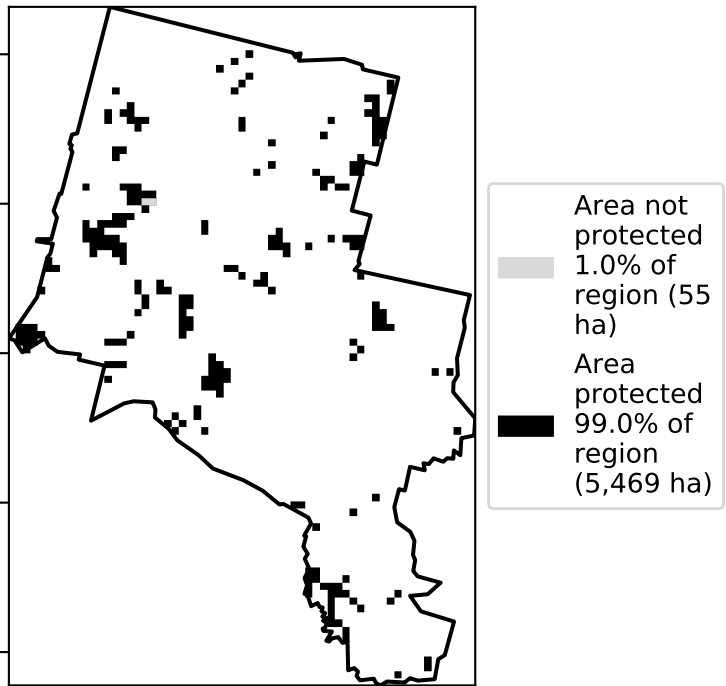 Area not
protected
1.0% of
region (55
ha)
Area
protected
99.0% of
region
(5,469 ha)